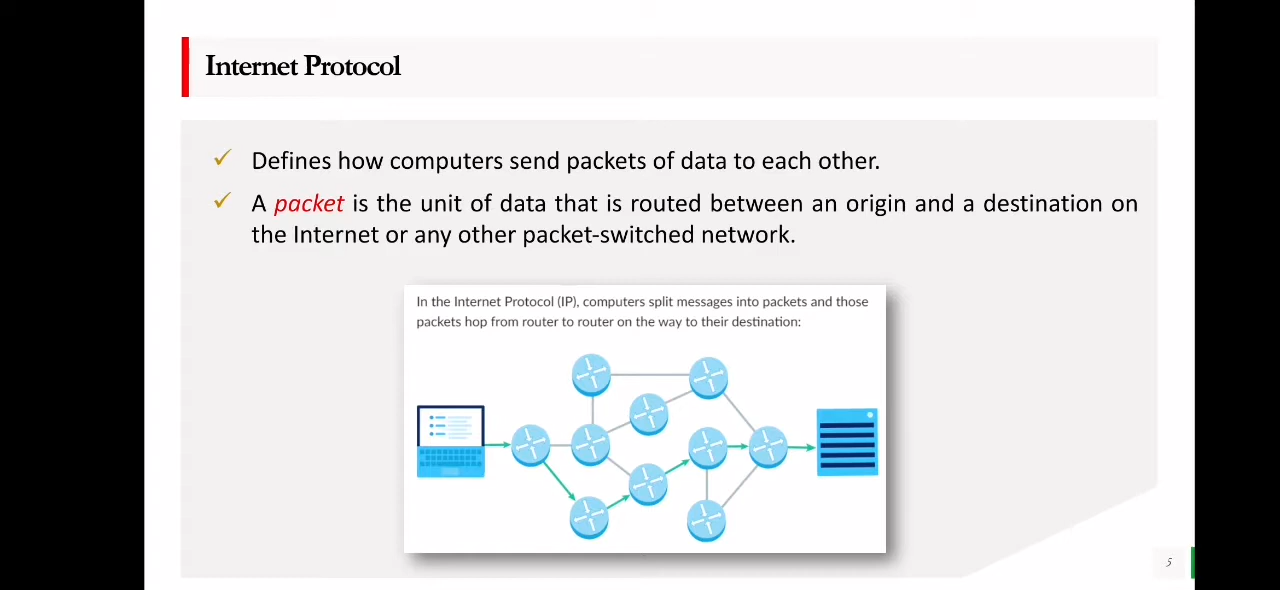 Internet Protocol
✓ Defines how computers send packets of data to each other.
✓ A packet is the unit of data that is routed between an origin and a destination on
the Internet or any other packet-switched network.
In the Internet Protocol (IP), computers split messages into packets and those
packets hop from router to router on the way to their destination:
5